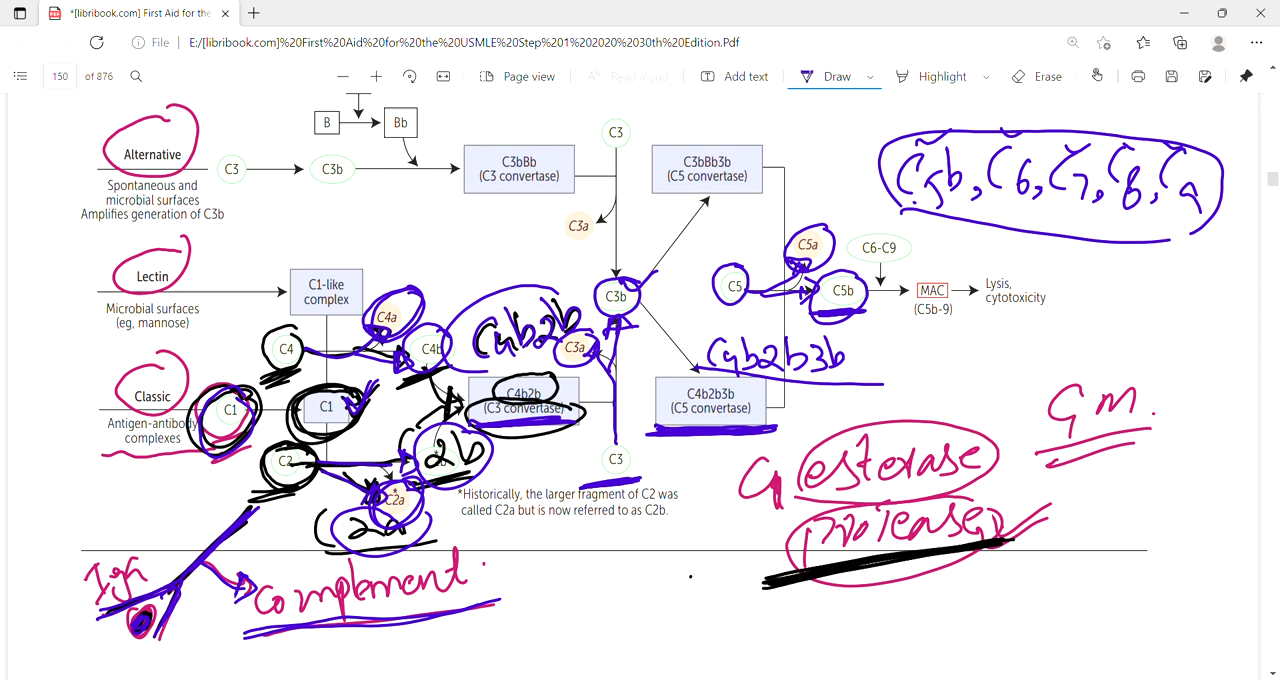 *[libribook.com] First Aid for the
File
E:/[libribook.com]%20First%20Aid%20for%20the%20USMLE%20Step%201%202020%2030th%20Edition.Pdf
150 of 876
Page view
Read aloud
Add text
Draw
Highlight
Erase
B
Bb
C3
Alternative
C3
C3b
C3bBb
(C3 convertase)
C3bBb3b
(C5 convertase)
C5b, C6, C7, C8, C9
Spontaneous and
microbial surfaces
Amplifies generation of C3b
C3a
C5a
C6-C9
Lectin
C1-like
complex
C3b
C5
C5b
MAC
Lysis,
cytotoxicity
(C5b-9)
Microbial surfaces
(eg, mannose)
C4a
C4
C4b
C4b2b
C3a
C4b2b3b
Classic
C1
C1
C4b2b
(C3 convertase)
C4b2b3b
(C5 convertase)
GM.
Antigen-antibody
complexes
C2
C2b
C3
C1 esterase
protease
C2a
*
*Historically, the larger fragment of C2 was
called C2a but is now referred to as C2b.
C2a
complement